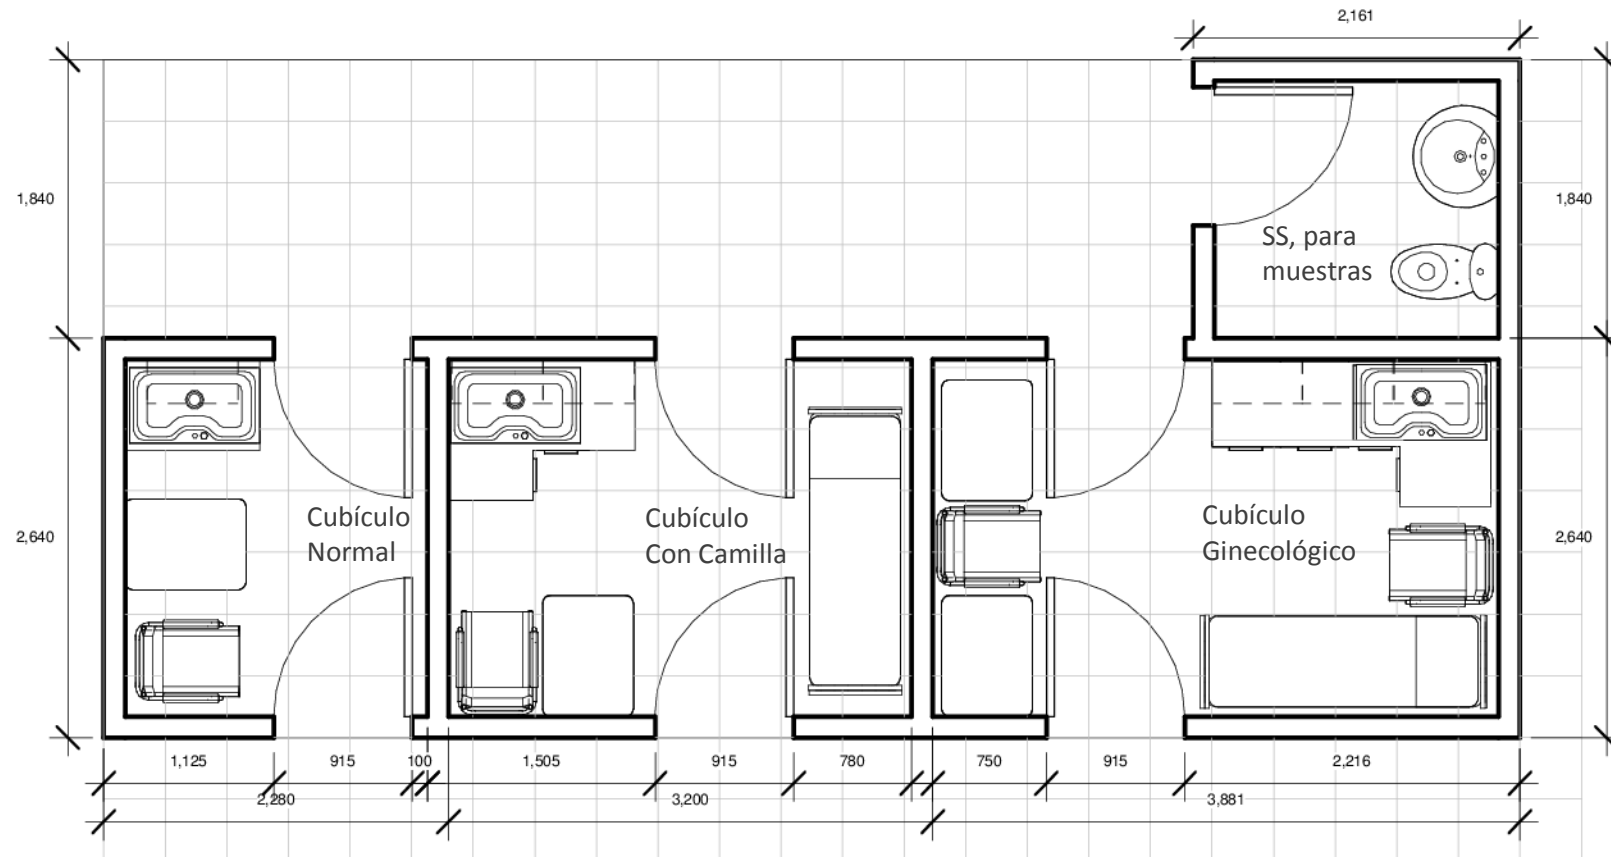 2,161
1,840
1,840
SS, para
muestras
2,640
Cubículo
Normal
Cubículo
Con Camilla
Cubículo
Ginecológico
2,640
1,125
915
100
1,505
915
780
750
915
2,216
2,280
3,200
3,881